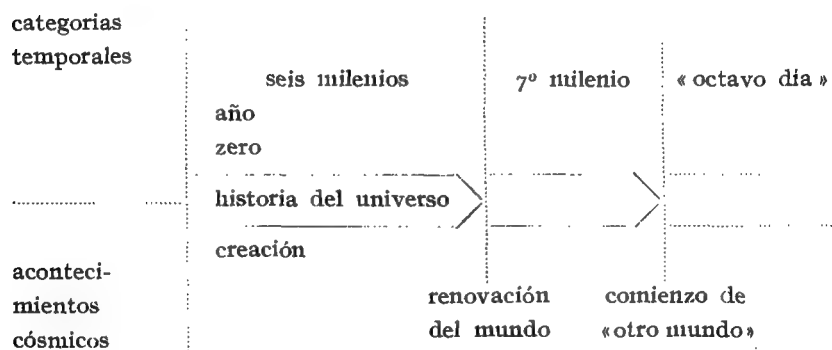 categorias
temporales
seis milenios
7º milenio
« octavo día »
año
zero
historia del universo
creación
aconteci-
mientos
cósmicos
renovación
del mundo
comienzo de
«otro mundo»